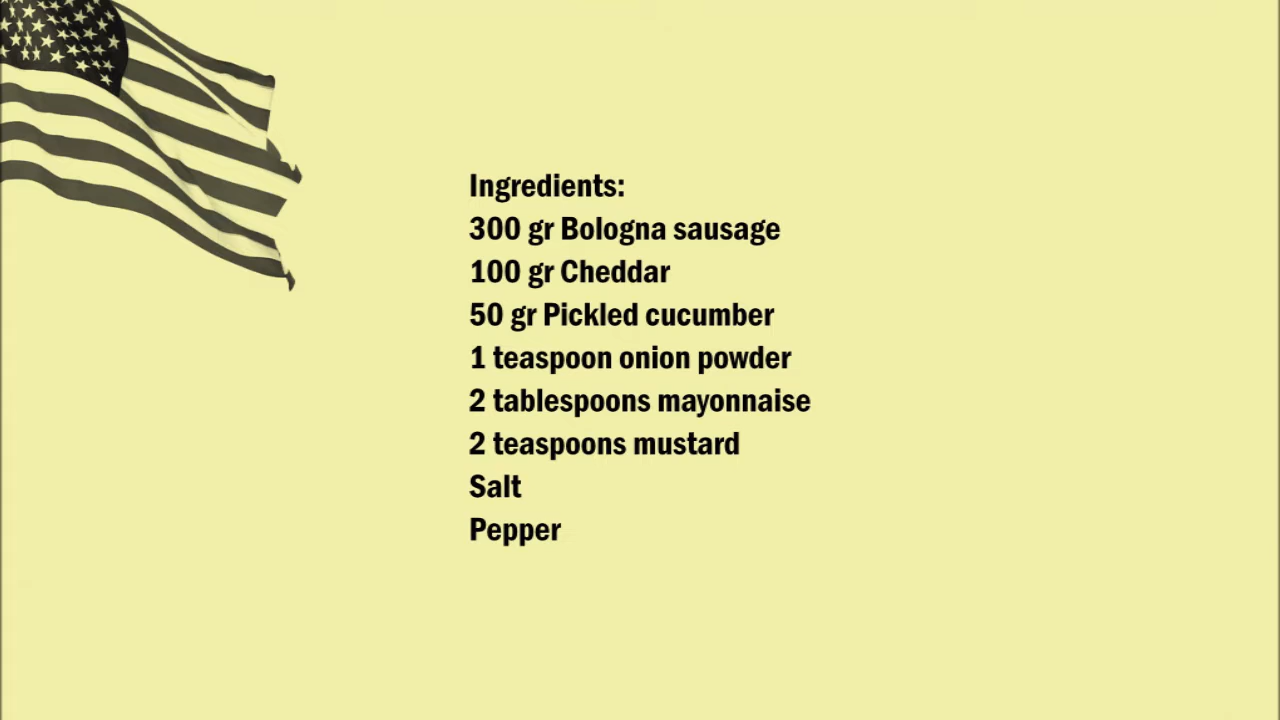 Ingredients:
300 gr Bologna sausage
100 gr Cheddar
50 gr Pickled cucumber
1 teaspoon onion powder
2 tablespoons mayonnaise
2 teaspoons mustard
Salt
Pepper